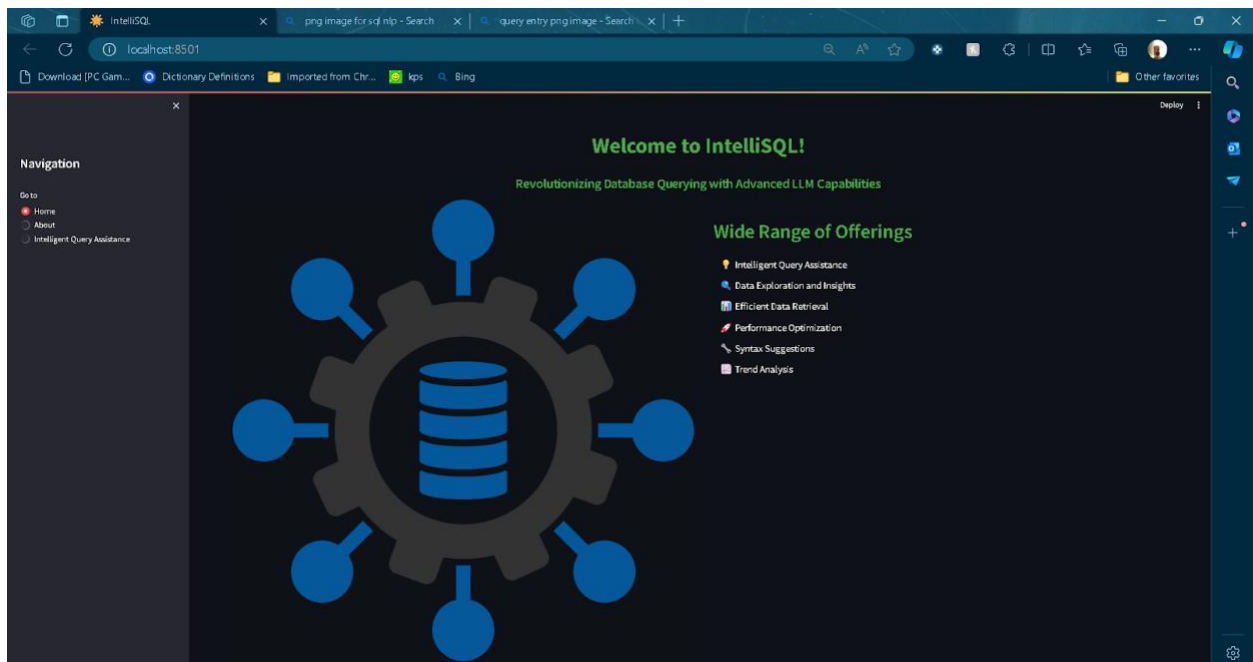 IntelliSQL
png image for sql nlp - Search
query entry png image - Search
localhost:8501
Download [PC Gam...
Dictionary Definitions
Imported from Chr...
kps
Bing
Other favorites
Deploy
Navigation
Go to
Home
About
Intelligent Query Assistance
Welcome to IntelliSQL!
Revolutionizing Database Querying with Advanced LLM Capabilities
Wide Range of Offerings
Intelligent Query Assistance
Data Exploration and Insights
Efficient Data Retrieval
Performance Optimization
Syntax Suggestions
Trend Analysis